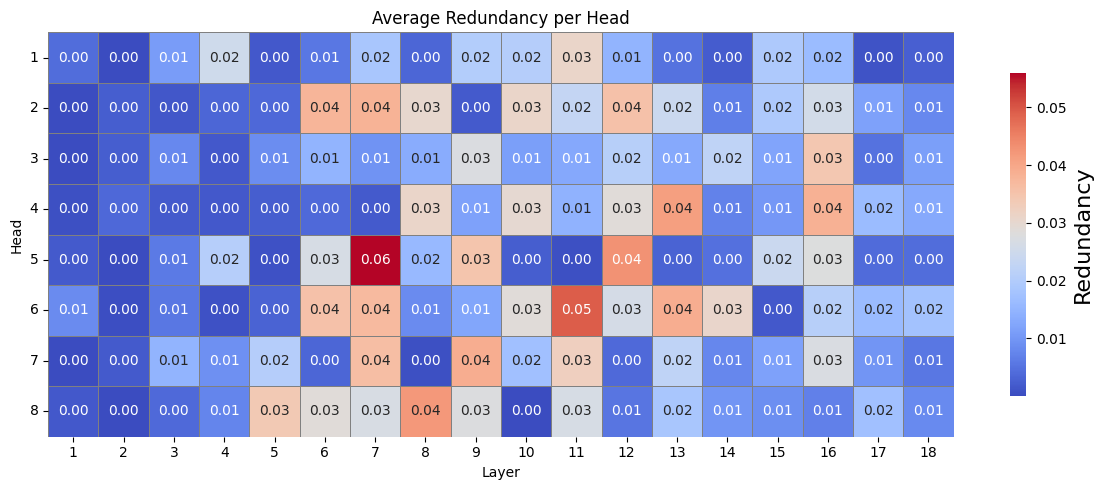 Average Redundancy per Head
1 0.00 0.00 0.01 0.02 0.00 0.01 0.02 0.00 0.02 0.02 0.03 0.01 0.00 0.00 0.02 0.02 0.00 0.00
2 0.00 0.00 0.00 0.00 0.00 0.04 0.04 0.03 0.00 0.03 0.02 0.04 0.02 0.01 0.02 0.03 0.01 0.01
3 0.00 0.00 0.01 0.00 0.01 0.01 0.01 0.01 0.03 0.01 0.01 0.02 0.01 0.02 0.01 0.03 0.00 0.01
4 0.00 0.00 0.00 0.00 0.00 0.00 0.00 0.03 0.01 0.03 0.01 0.03 0.04 0.01 0.01 0.04 0.02 0.01
5 0.00 0.00 0.01 0.02 0.00 0.03 0.06 0.02 0.03 0.00 0.00 0.04 0.00 0.00 0.02 0.03 0.00 0.00
6 0.01 0.00 0.01 0.00 0.00 0.04 0.04 0.01 0.01 0.03 0.05 0.03 0.04 0.03 0.00 0.02 0.02 0.02
7 0.00 0.00 0.01 0.01 0.02 0.00 0.04 0.00 0.04 0.02 0.03 0.00 0.02 0.01 0.01 0.03 0.01 0.01
8 0.00 0.00 0.00 0.01 0.03 0.03 0.03 0.04 0.03 0.00 0.03 0.01 0.02 0.01 0.01 0.01 0.02 0.01
1 2 3 4 5 6 7 8 9 10 11 12 13 14 15 16 17 18
Layer
Head
0.05
0.04
0.03
0.02
0.01
Redundancy